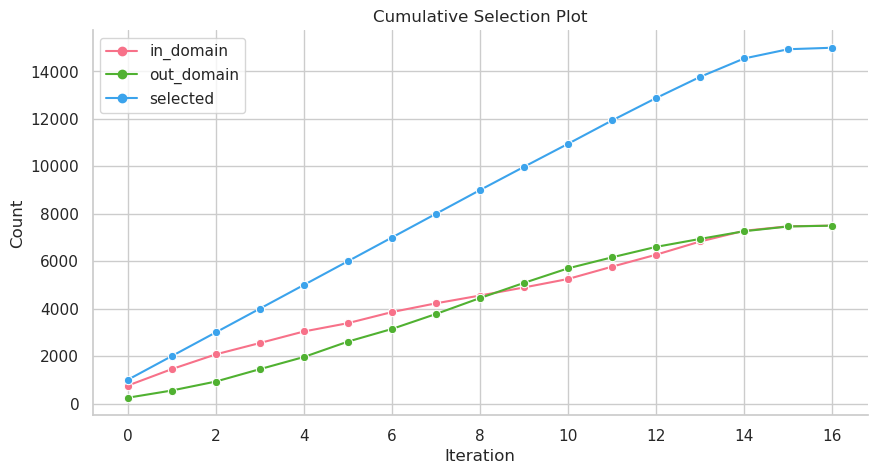 Cumulative Selection Plot
in_domain
out_domain
selected
Count
14000
12000
10000
8000
6000
4000
2000
0
0 2 4 6 8 10 12 14 16
Iteration